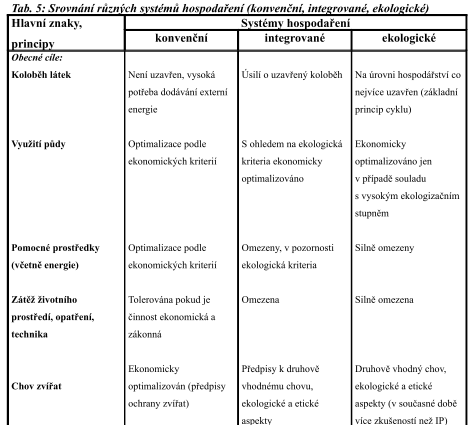 Tab. 5: Srovnání různých systémů hospodaření (konvenční, integrované, ekologické)
Hlavní znaky,
principy
Systémy hospodaření
konvenční
integrované
ekologické
Obecné cíle:
Koloběh látek
Není uzavřen, vysoká
potřeba dodávání externí
energie
Úsilí o uzavřený koloběh
Na úrovni hospodářství co
nejvíce uzavřen (základní
princip cyklu)
Využití půdy
Optimalizace podle
ekonomických kriterií
S ohledem na ekologická
kriteria ekonomicky
optimalizováno
Ekonomicky
optimalizováno jen
v případě souladu
s vysokým ekologizačním
stupněm
Pomocné prostředky
(včetně energie)
Optimalizace podle
ekonomických kriterií
Omezeny, v pozornosti
ekologická kriteria
Silně omezeny
Zátěž životního
prostředí, opatření,
technika
Tolerována pokud je
činnost ekonomická a
zákonná
Omezena
Silně omezena
Chov zvířat
Ekonomicky
optimalizován (předpisy
ochrany zvířat)
Předpisy k druhově
vhodnému chovu,
ekologické a etické
aspekty
Druhově vhodný chov,
ekologické a etické
aspekty (v současné době
více zkušeností než IP)